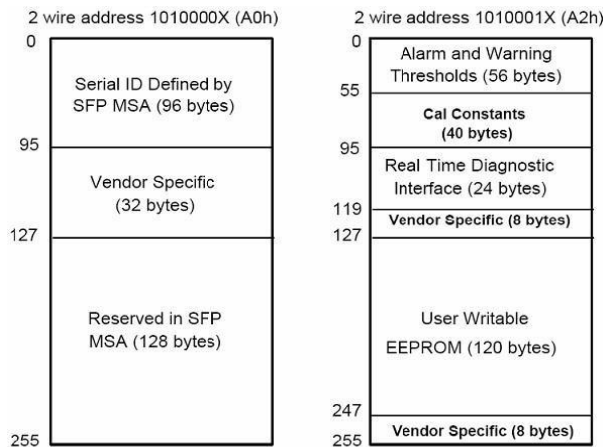 2 wire address 1010000X (A0h)
0
Serial ID Defined by
SFP MSA (96 bytes)
95
Vendor Specific
(32 bytes)
127
Reserved in SFP
MSA (128 bytes)
255
2 wire address 1010001X (A2h)
0
Alarm and Warning
Thresholds (56 bytes)
55
Cal Constants
(40 bytes)
95
Real Time Diagnostic
Interface (24 bytes)
119
Vendor Specific (8 bytes)
127
User Writable
EEPROM (120 bytes)
247
Vendor Specific (8 bytes)
255